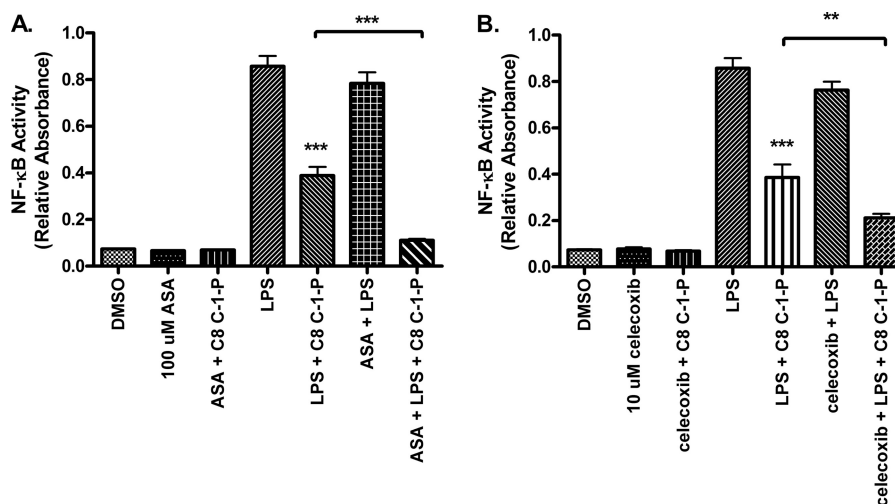 A.
NF-κB Activity
(Relative Absorbance)
1.0
0.8
0.6
0.4
0.2
0.0
***
***
DMSO
100 uM ASA
ASA + C8 C-1-P
LPS
LPS + C8 C-1-P
ASA + LPS
ASA + LPS + C8 C-1-P
B.
NF-κB Activity
(Relative Absorbance)
1.0
0.8
0.6
0.4
0.2
0.0
**
***
DMSO
10 uM celecoxib
celecoxib + C8 C-1-P
LPS
LPS + C8 C-1-P
celecoxib + LPS
celecoxib + LPS + C8 C-1-P